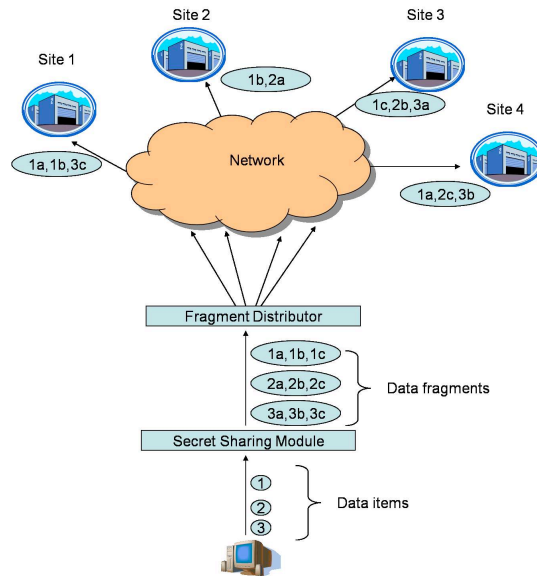 Site 2
Site 3
Site 1
1b,2a
Site 4
1c,2b,3a
1a,1b,3c
Network
1a,2c,3b
Fragment Distributor
1a,1b,1c
2a,2b,2c
Data fragments
3a,3b,3c
Secret Sharing Module
1
2
Data items
3